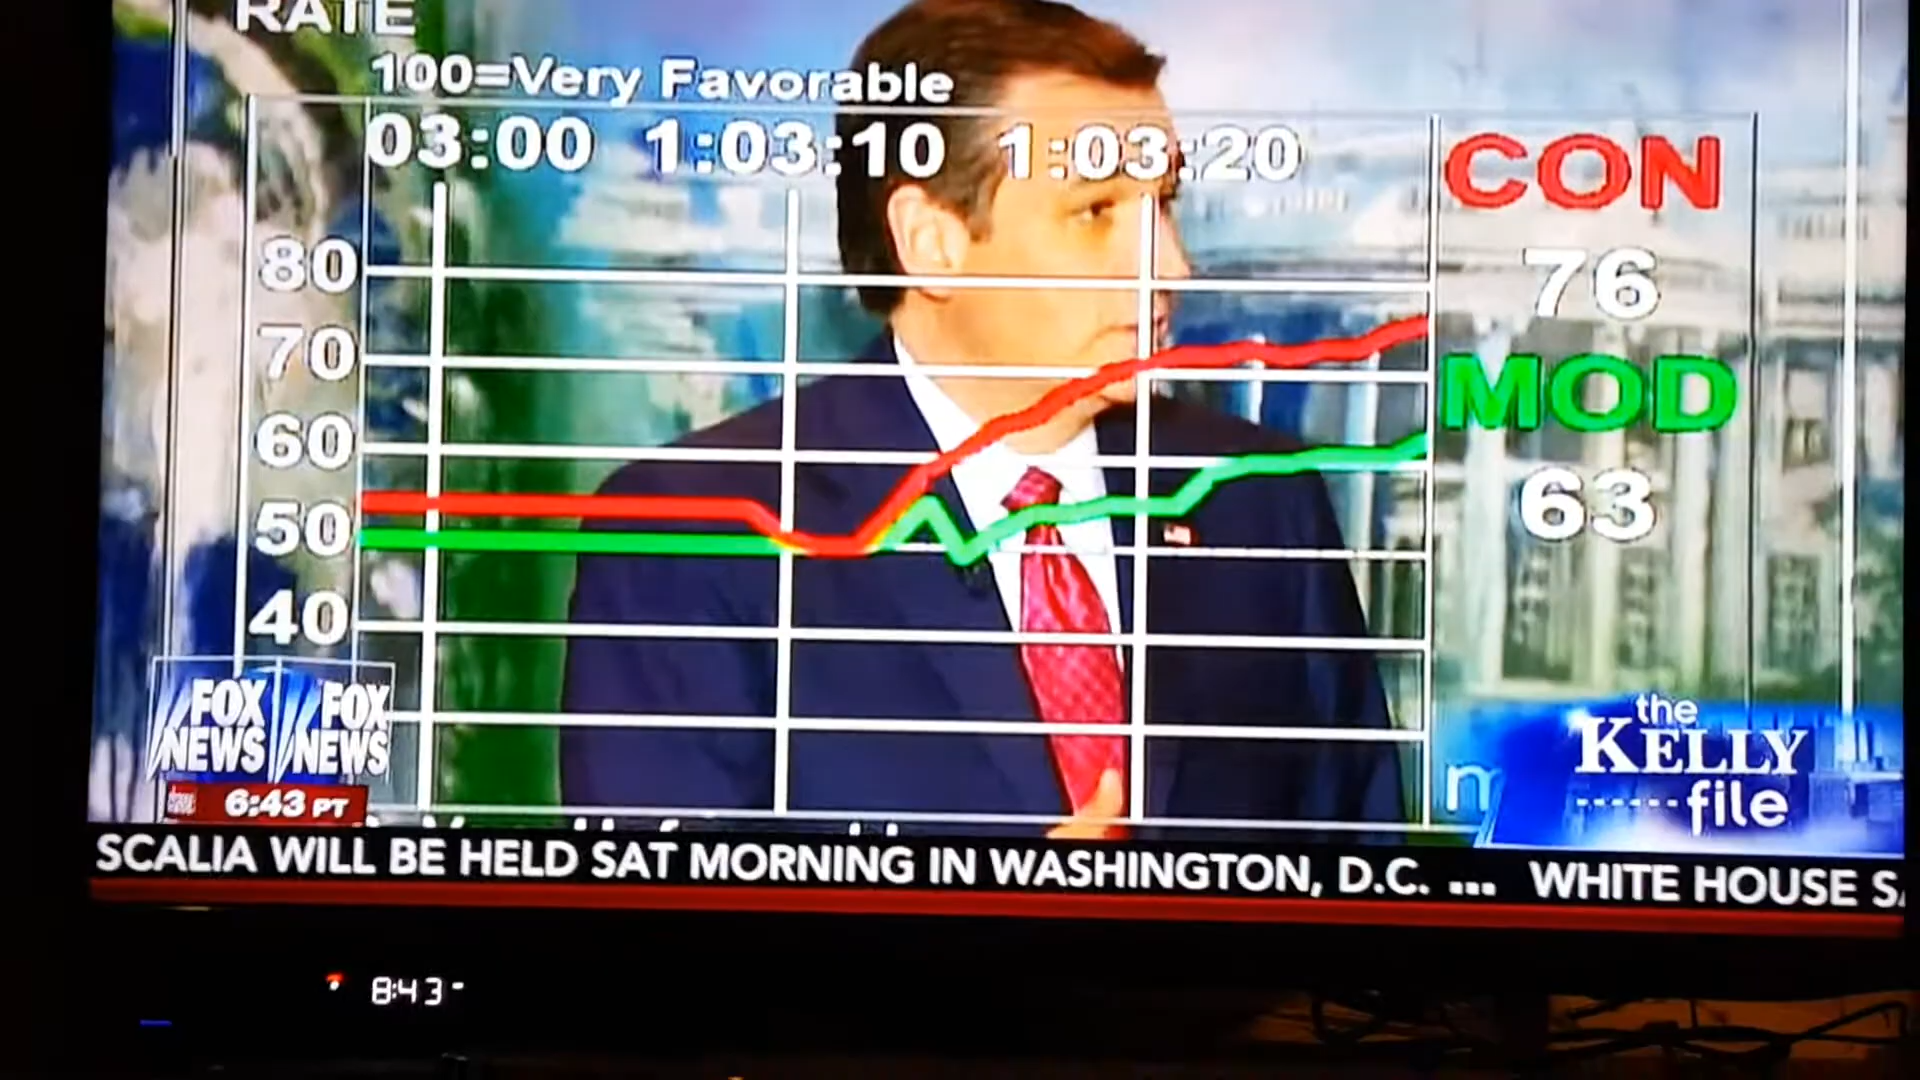 RATE
100=Very Favorable
03:00 1:03:10 1:03:20
CON
76
MOD
63
80
70
60
50
40
FOX NEWS FOX NEWS
6:43 PT
the
KELLY
file
SCALIA WILL BE HELD SAT MORNING IN WASHINGTON, D.C. ... WHITE HOUSE
8:43